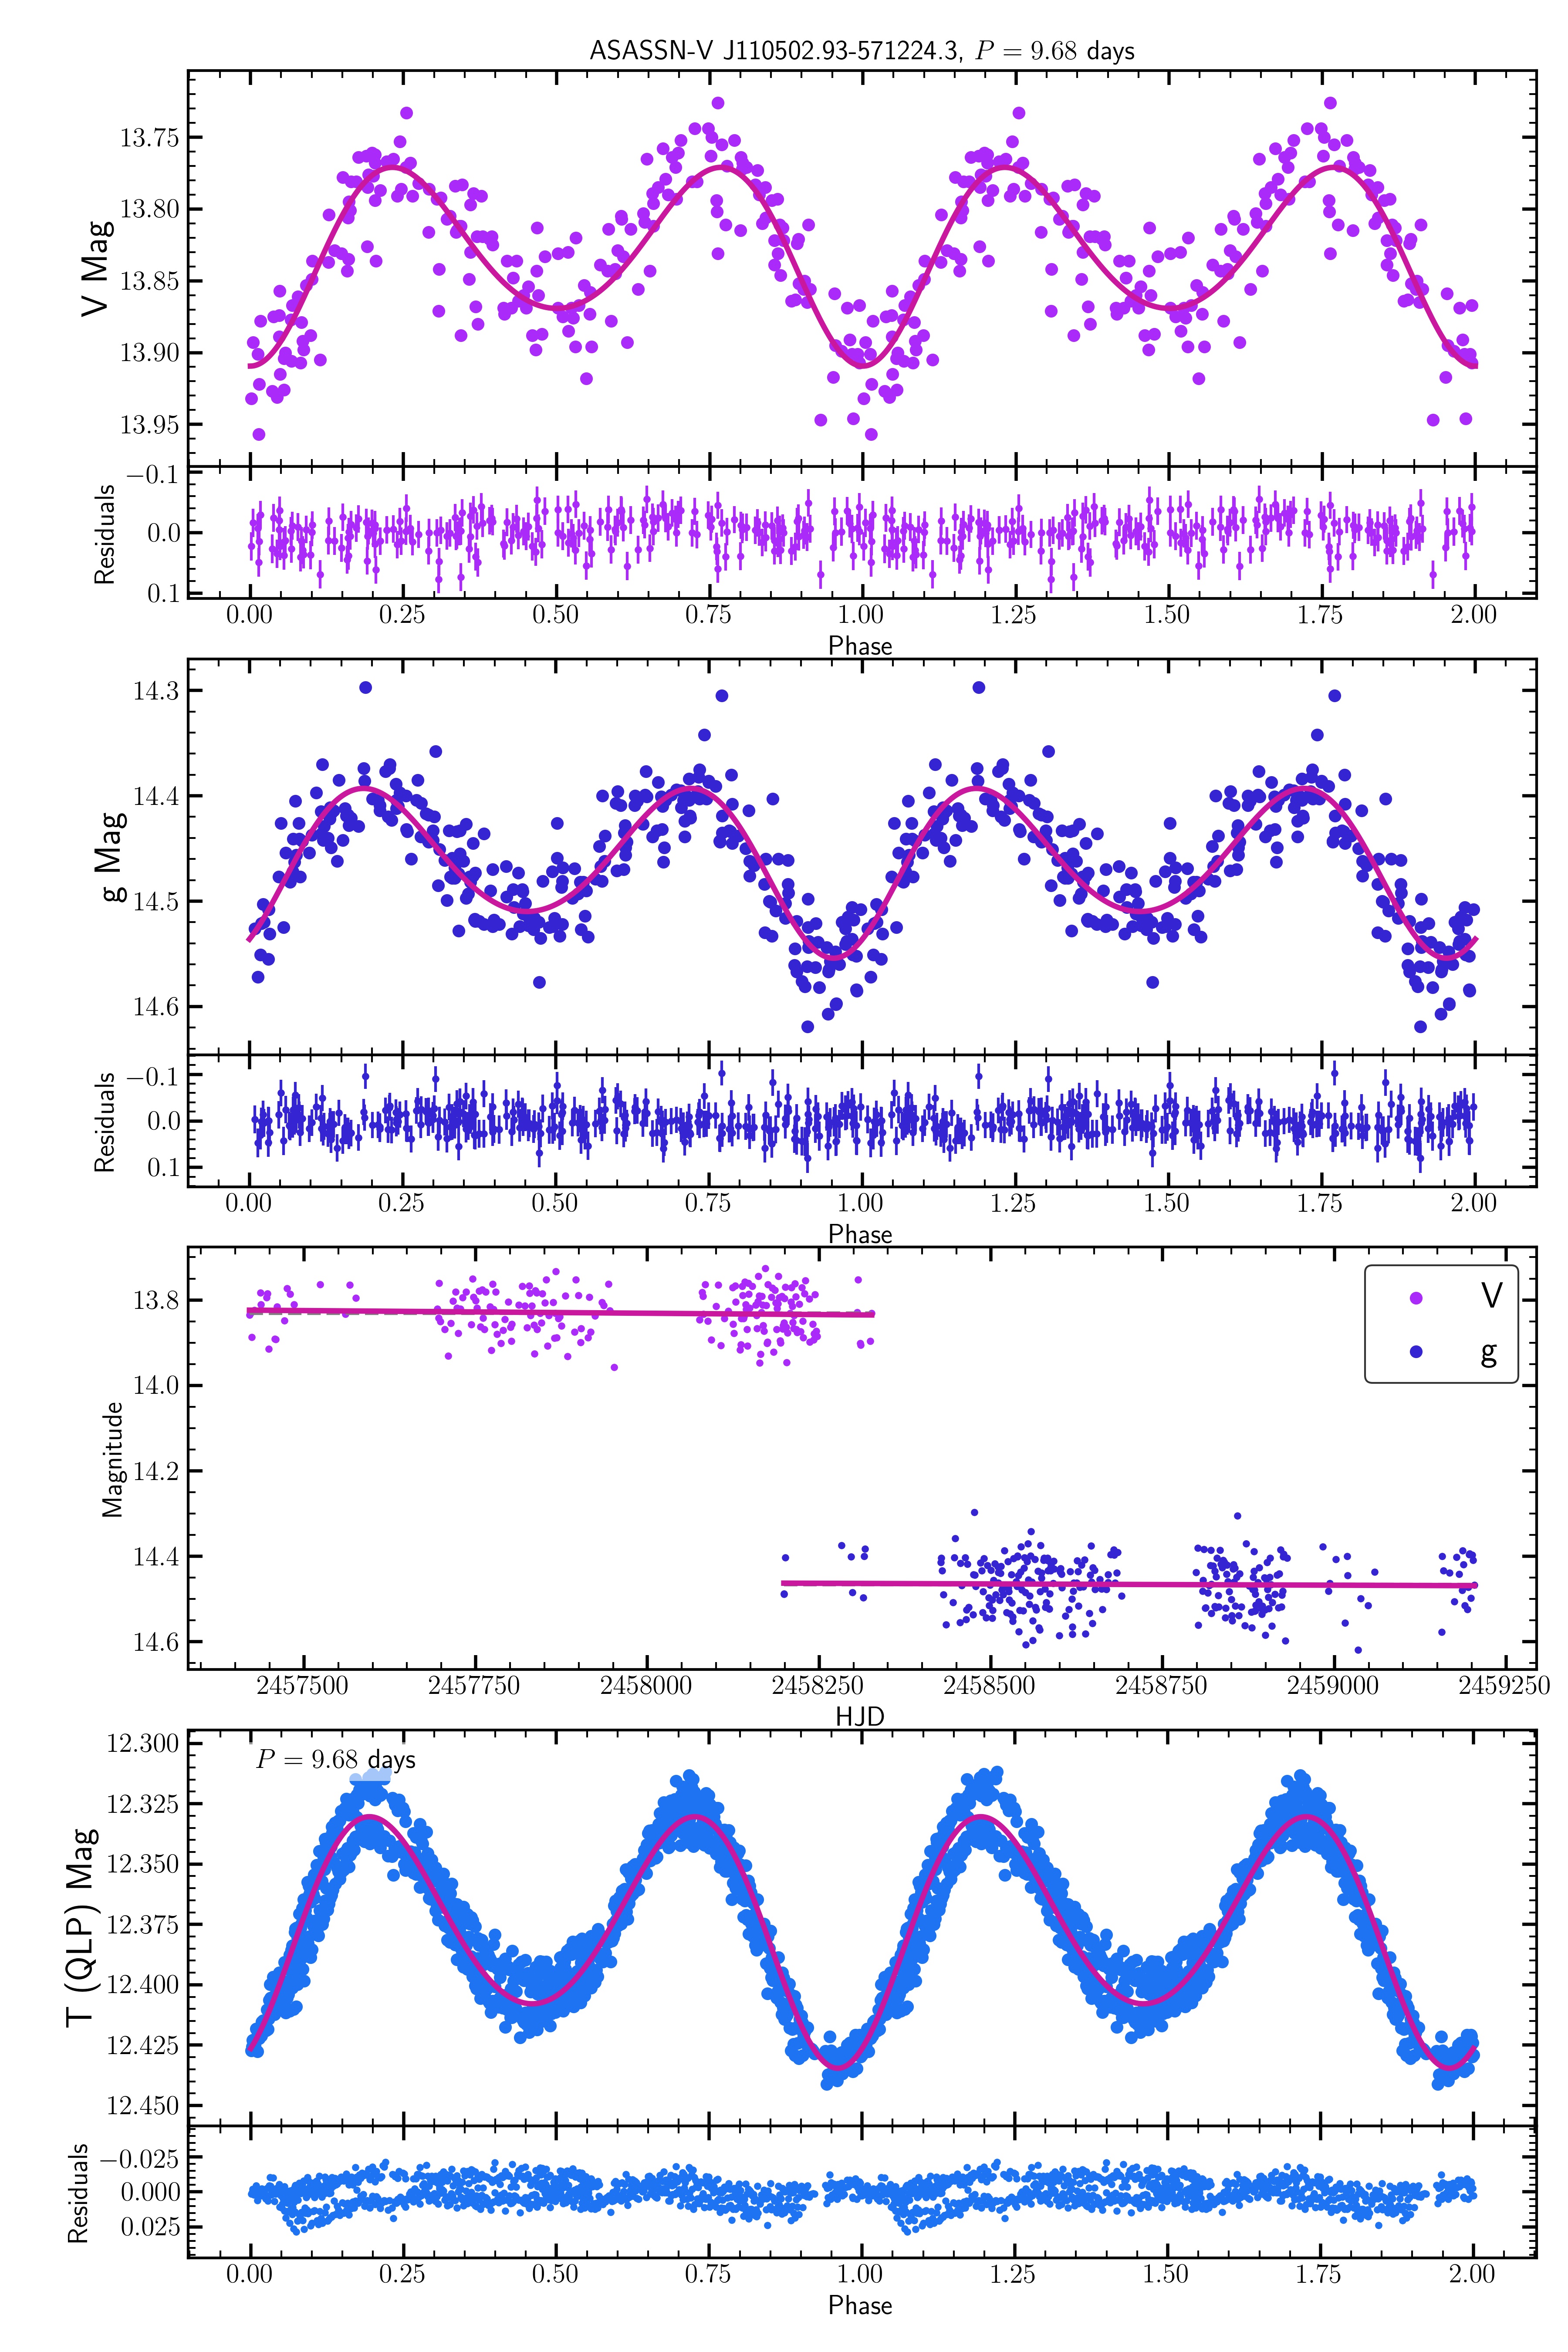 ASASSN-V J110502.93-571224.3, P = 9.68 days
V Mag
13.75
13.80
13.85
13.90
13.95
Residuals
−0.1
0.0
0.1
0.00 0.25 0.50 0.75 1.00 1.25 1.50 1.75 2.00
Phase
g Mag
14.3
14.4
14.5
14.6
Residuals
−0.1
0.0
0.1
0.00 0.25 0.50 0.75 1.00 1.25 1.50 1.75 2.00
Phase
Magnitude
13.8
14.0
14.2
14.4
14.6
V
g
2457500 2457750 2458000 2458250 2458500 2458750 2459000 2459250
HJD
P = 9.68 days
T (QLP) Mag
12.300
12.325
12.350
12.375
12.400
12.425
12.450
Residuals
−0.025
0.000
0.025
0.00 0.25 0.50 0.75 1.00 1.25 1.50 1.75 2.00
Phase